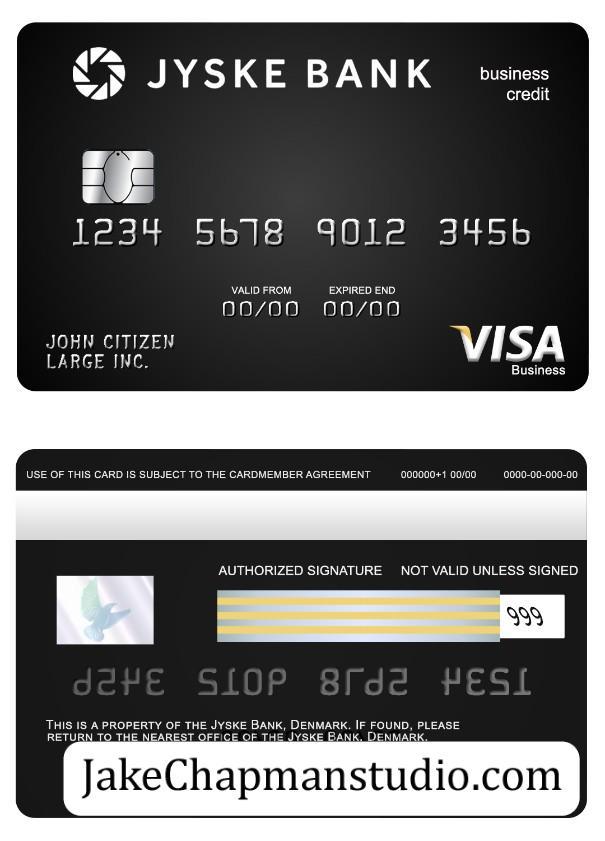 JYSKE BANK
business
credit
1234 5678 9012 3456
VALID FROM EXPIRED END
00/00 00/00
JOHN CITIZEN
LARGE INC.
VISA
Business
USE OF THIS CARD IS SUBJECT TO THE CARDMEMBER AGREEMENT 000000+1 00/00 0000-00-000-00
AUTHORIZED SIGNATURE NOT VALID UNLESS SIGNED
999
THIS IS A PROPERTY OF THE JYSKE BANK, DENMARK. IF FOUND, PLEASE
RETURN TO THE NEAREST OFFICE OF THE JYSKE BANK, DENMARK.
JakeChapmanstudio.com